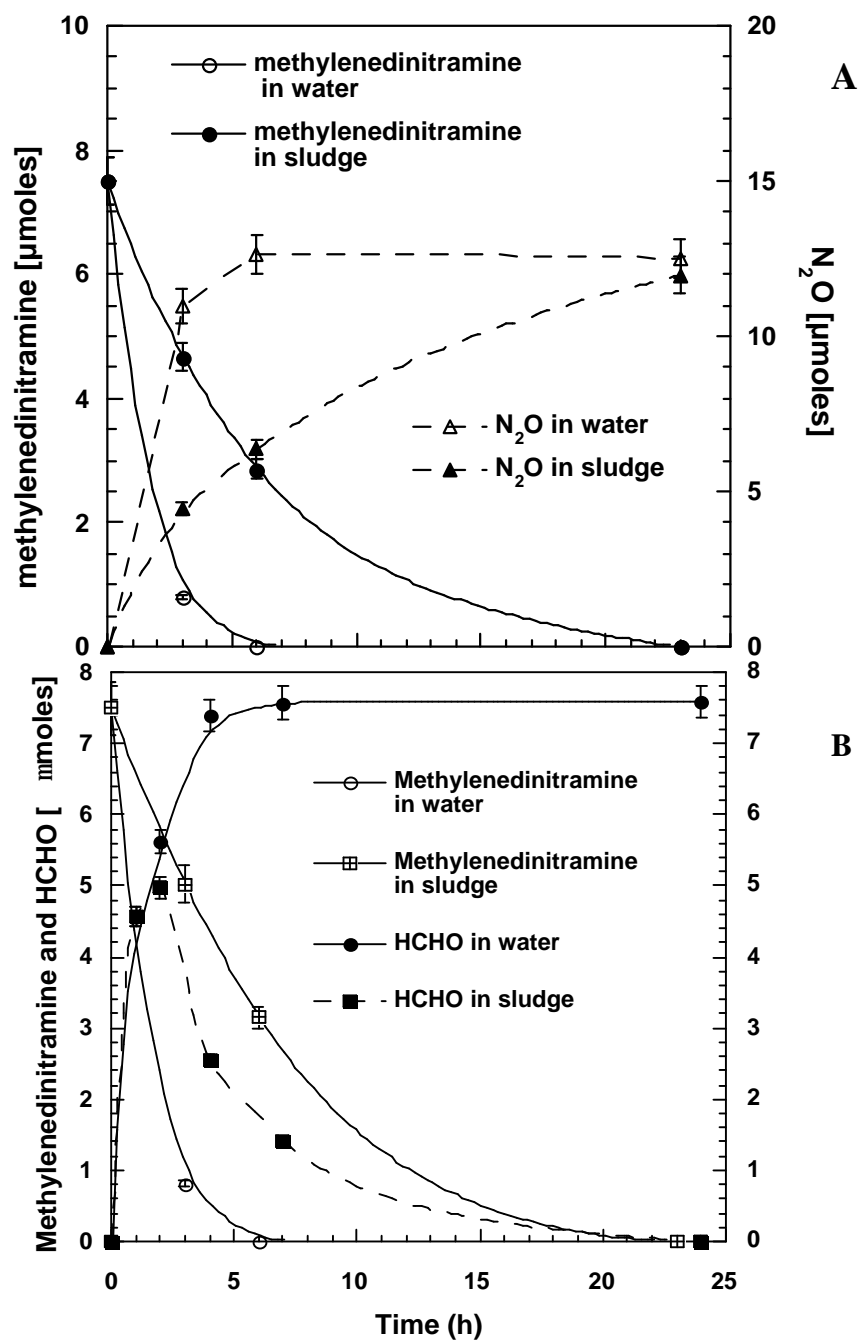 10
8
6
4
2
0
methylenedinitramine [µmoles]
methylenedinitramine
in water
methylenedinitramine
in sludge
N2O in water
N2O in sludge
20
15
10
5
0
N2O [µmoles]
A
8
7
6
5
4
3
2
1
0
Methylenedinitramine and HCHO [ mmoles]
Methylenedinitramine
in water
Methylenedinitramine
in sludge
HCHO in water
HCHO in sludge
8
7
6
5
4
3
2
1
0
B
0 5 10 15 20 25
Time (h)